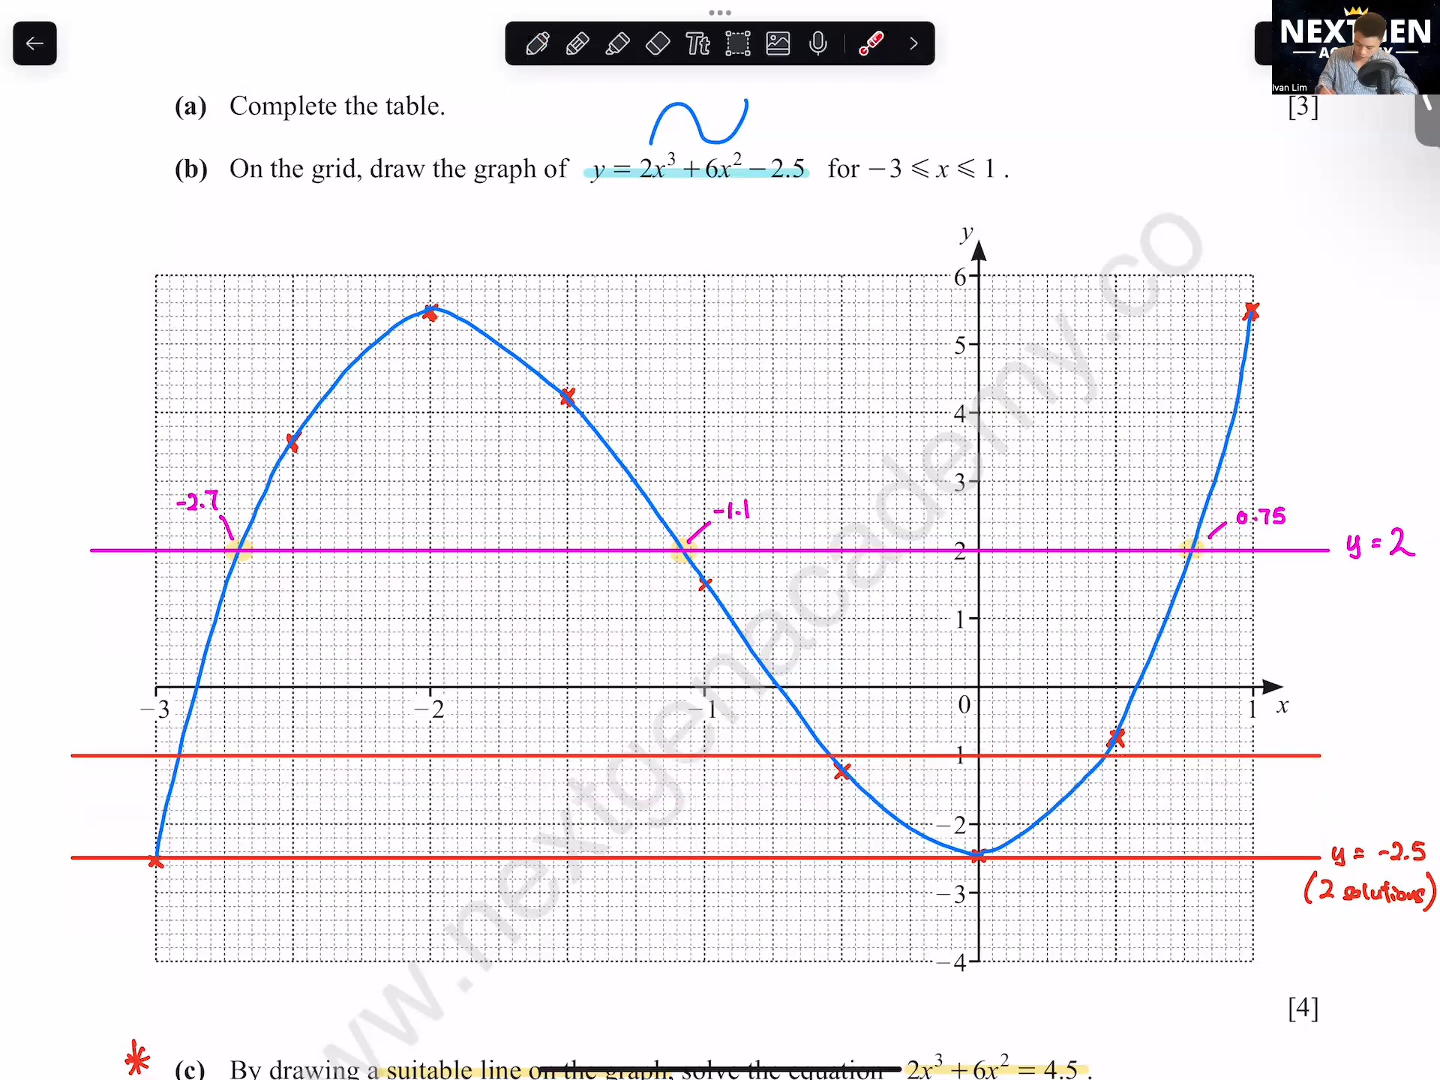 NEXTGEN
Ivan Lim
Tt
(a) Complete the table.
[3]
(b) On the grid, draw the graph of y = 2x³ + 6x² − 2.5 for −3 ⩽ x ⩽ 1 .
y
6
5
4
3
2
1
0
−3
−2
−1
1
x
1
−2
−3
−4
-2.7
-1.1
0.75
y = 2
y = -2.5
(2 solutions)
www.nextgenacademy.co
[4]
* (c) By drawing a suitable line on the graph, solve the equation 2x³ + 6x² = 4.5 .